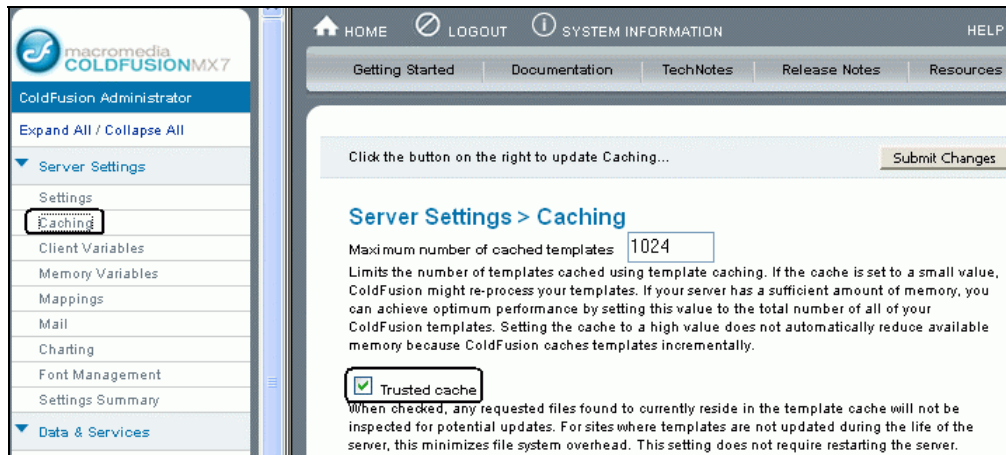 macromedia
COLDFUSION MX7
ColdFusion Administrator
Expand All / Collapse All
Server Settings
Settings
Caching
Client Variables
Memory Variables
Mappings
Mail
Charting
Font Management
Settings Summary
Data & Services
HOME LOGOUT SYSTEM INFORMATION HELP
Getting Started Documentation TechNotes Release Notes Resources
Click the button on the right to update Caching... Submit Changes
Server Settings > Caching
Maximum number of cached templates 1024
Limits the number of templates cached using template caching. If the cache is set to a small value,
ColdFusion might re-process your templates. If your server has a sufficient amount of memory, you
can achieve optimum performance by setting this value to the total number of all of your
ColdFusion templates. Setting the cache to a high value does not automatically reduce available
memory because ColdFusion caches templates incrementally.
Trusted cache
When checked, any requested files found to currently reside in the template cache will not be
inspected for potential updates. For sites where templates are not updated during the life of the
server, this minimizes file system overhead. This setting does not require restarting the server.